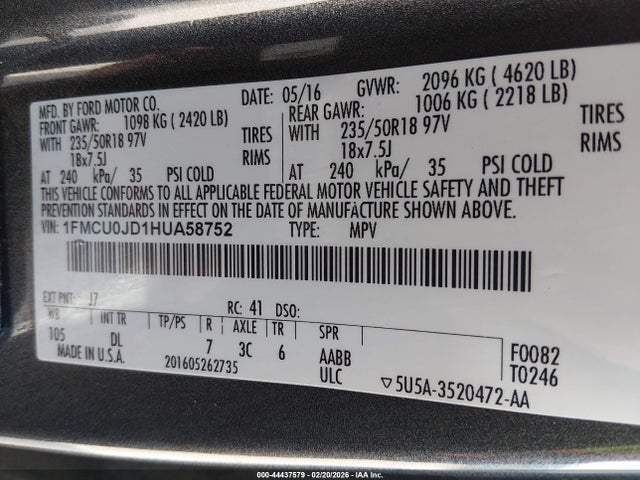 MFD. BY FORD MOTOR CO.
DATE: 05/16 GVWR: 2096 KG ( 4620 LB)
FRONT GAWR: 1098 KG ( 2420 LB) REAR GAWR: 1006 KG ( 2218 LB)
WITH 235/50R18 97V TIRES WITH 235/50R18 97V TIRES
18x7.5J RIMS 18x7.5J RIMS
AT 240 kPa/ 35 PSI COLD AT 240 kPa/ 35 PSI COLD
THIS VEHICLE CONFORMS TO ALL APPLICABLE FEDERAL MOTOR VEHICLE SAFETY AND THEFT
PREVENTION STANDARDS IN EFFECT ON THE DATE OF MANUFACTURE SHOWN ABOVE.
VIN: 1FMCU0JD1HUA58752 TYPE: MPV
EXT PNT: J7 RC: 41 DSO:
WB INT TR TP/PS R AXLE TR SPR
105 DL 7 3C 6 AABB F0082
MADE IN U.S.A. 201605262735 ULC T0246
▽5U5A-3520472-AA
000-44437579 | 02/20/2026 | IAA Inc.